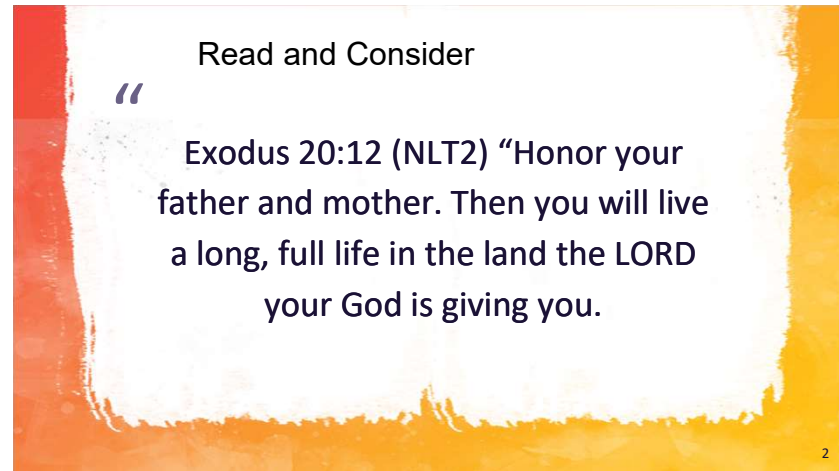 Read and Consider
“
Exodus 20:12 (NLT2) “Honor your
father and mother. Then you will live
a long, full life in the land the LORD
your God is giving you.
2